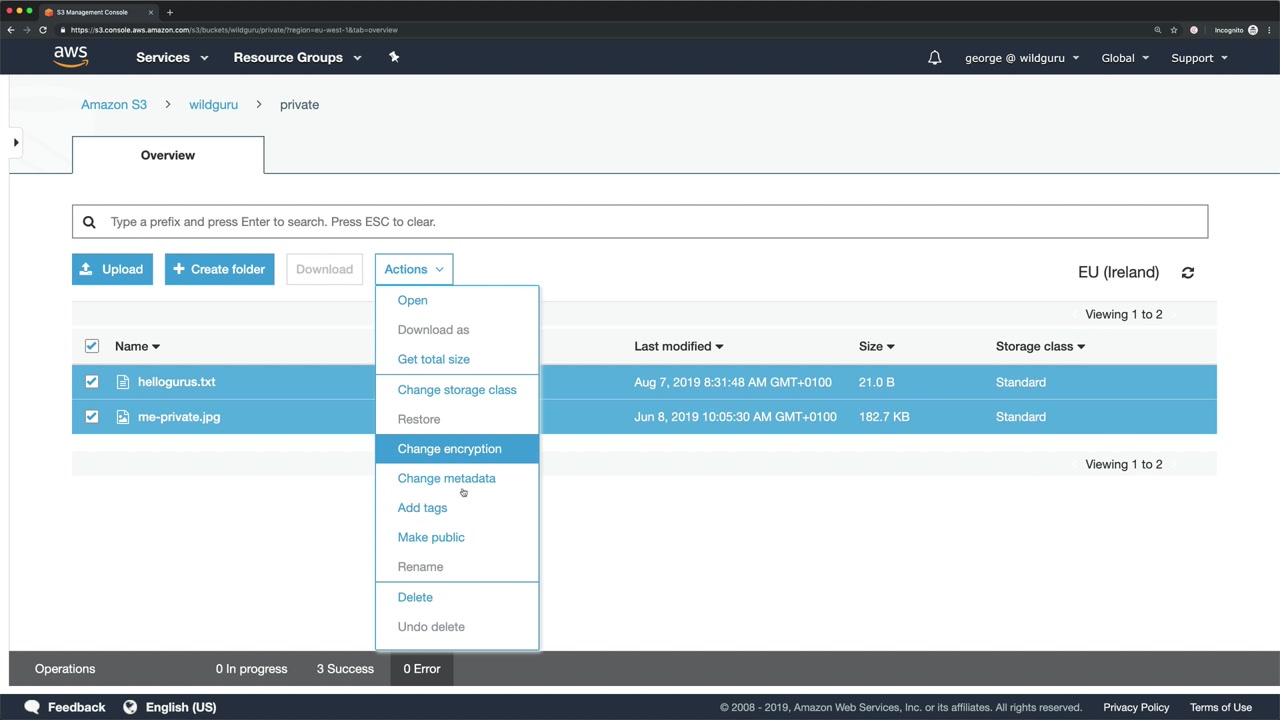 S3 Management Console
https://s3.console.aws.amazon.com/s3/buckets/wildguru/private/?region=eu-west-1&tab=overview
Incognito
aws
Services
Resource Groups
george @ wildguru
Global
Support
Amazon S3 > wildguru > private
Overview
Type a prefix and press Enter to search. Press ESC to clear.
Upload
+ Create folder
Download
Actions
EU (Ireland)
Open
Download as
Get total size
Change storage class
Restore
Change encryption
Change metadata
Add tags
Make public
Rename
Delete
Undo delete
Viewing 1 to 2
Name
Last modified
Size
Storage class
hellogurus.txt
Aug 7, 2019 8:31:48 AM GMT+0100
21.0 B
Standard
me-private.jpg
Jun 8, 2019 10:05:30 AM GMT+0100
182.7 KB
Standard
Viewing 1 to 2
Operations
0 In progress
3 Success
0 Error
Feedback
English (US)
© 2008 - 2019, Amazon Web Services, Inc. or its affiliates. All rights reserved.
Privacy Policy
Terms of Use